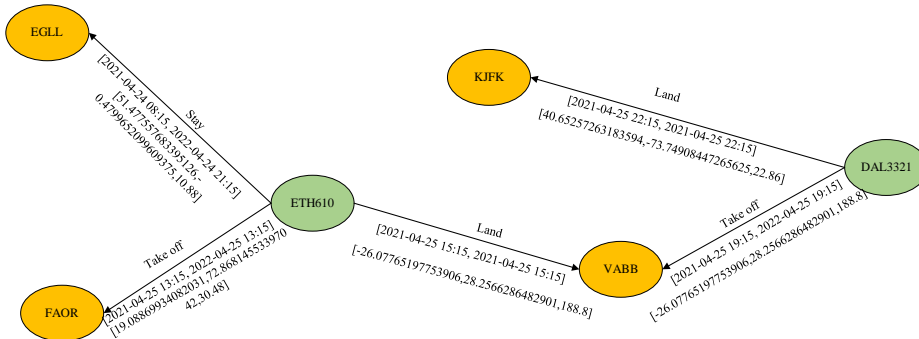 EGLL
KJFK
Land
[2021-04-25 22:15, 2021-04-25 22:15]
[40.65257263183594,-73.74908447265625,22.86]
Stay
[2021-04-24 08:15, 2022-04-24 21:15]
[51.477557683395126,-
0.4799652099609375,10.88]
DAL3321
ETH610
Take off
[2021-04-25 19:15, 2022-04-25 19:15]
[-26.07765197753906,28.2566286482901,188.8]
Land
[2021-04-25 15:15, 2021-04-25 15:15]
[-26.07765197753906,28.2566286482901,188.8]
Take off
[2021-04-25 13:15, 2022-04-25 13:15]
[19.08869934082031,72.868145533970
42,30.48]
VABB
FAOR